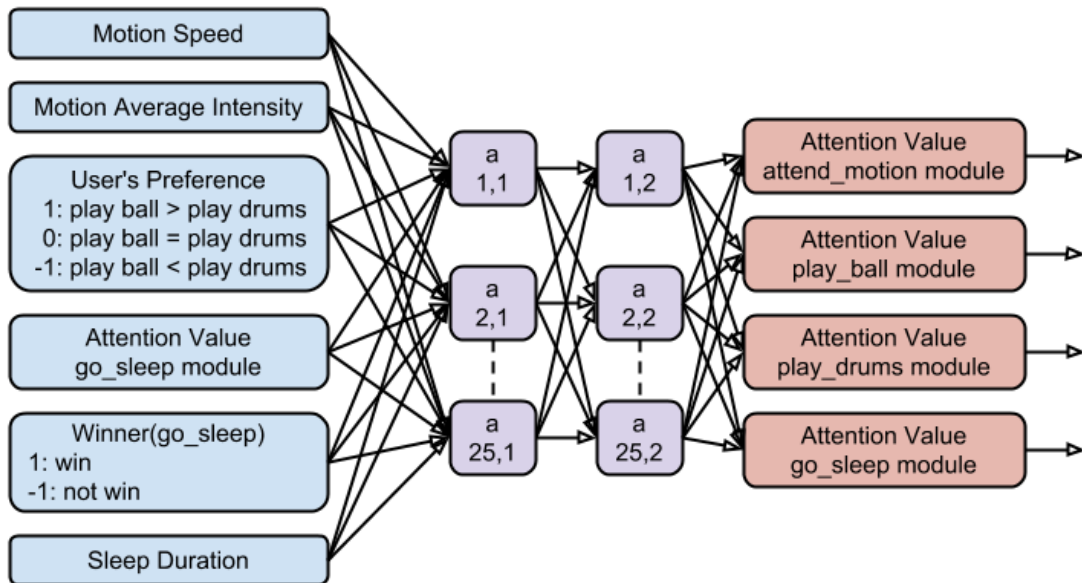 Motion Speed
Motion Average Intensity
User's Preference
1: play ball > play drums
0: play ball = play drums
-1: play ball < play drums
Attention Value
go_sleep module
Winner(go_sleep)
1: win
-1: not win
Sleep Duration
a
1,1
a
2,1
a
25,1
a
1,2
a
2,2
a
25,2
Attention Value
attend_motion module
Attention Value
play_ball module
Attention Value
play_drums module
Attention Value
go_sleep module